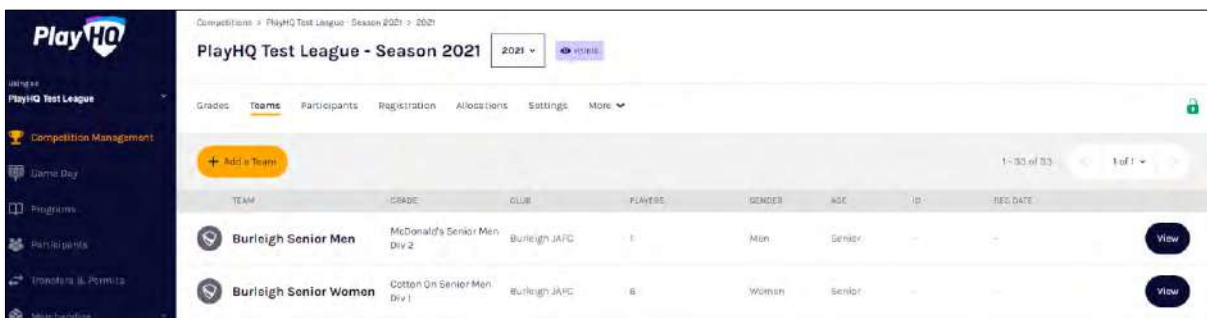 PlayHQ
Using as
PlayHQ Test League
Competition Management
Game Day
Programs
Participants
Transfers & Permits
Merchandise
Competitions > PlayHQ Test League - Season 2021 > 2021
PlayHQ Test League - Season 2021
2021
VISIBLE
Grades Teams Participants Registration Allocations Settings More
+ Add a Team
1 - 33 of 33
1 of 1
TEAM GRADE CLUB PLAYERS GENDER AGE ID REG DATE
Burleigh Senior Men McDonald's Senior Men Burleigh JAFC 1 Men Senior - - View
Div 2
Burleigh Senior Women Cotton On Senior Men Burleigh JAFC 6 Women Senior - - View
Div 1